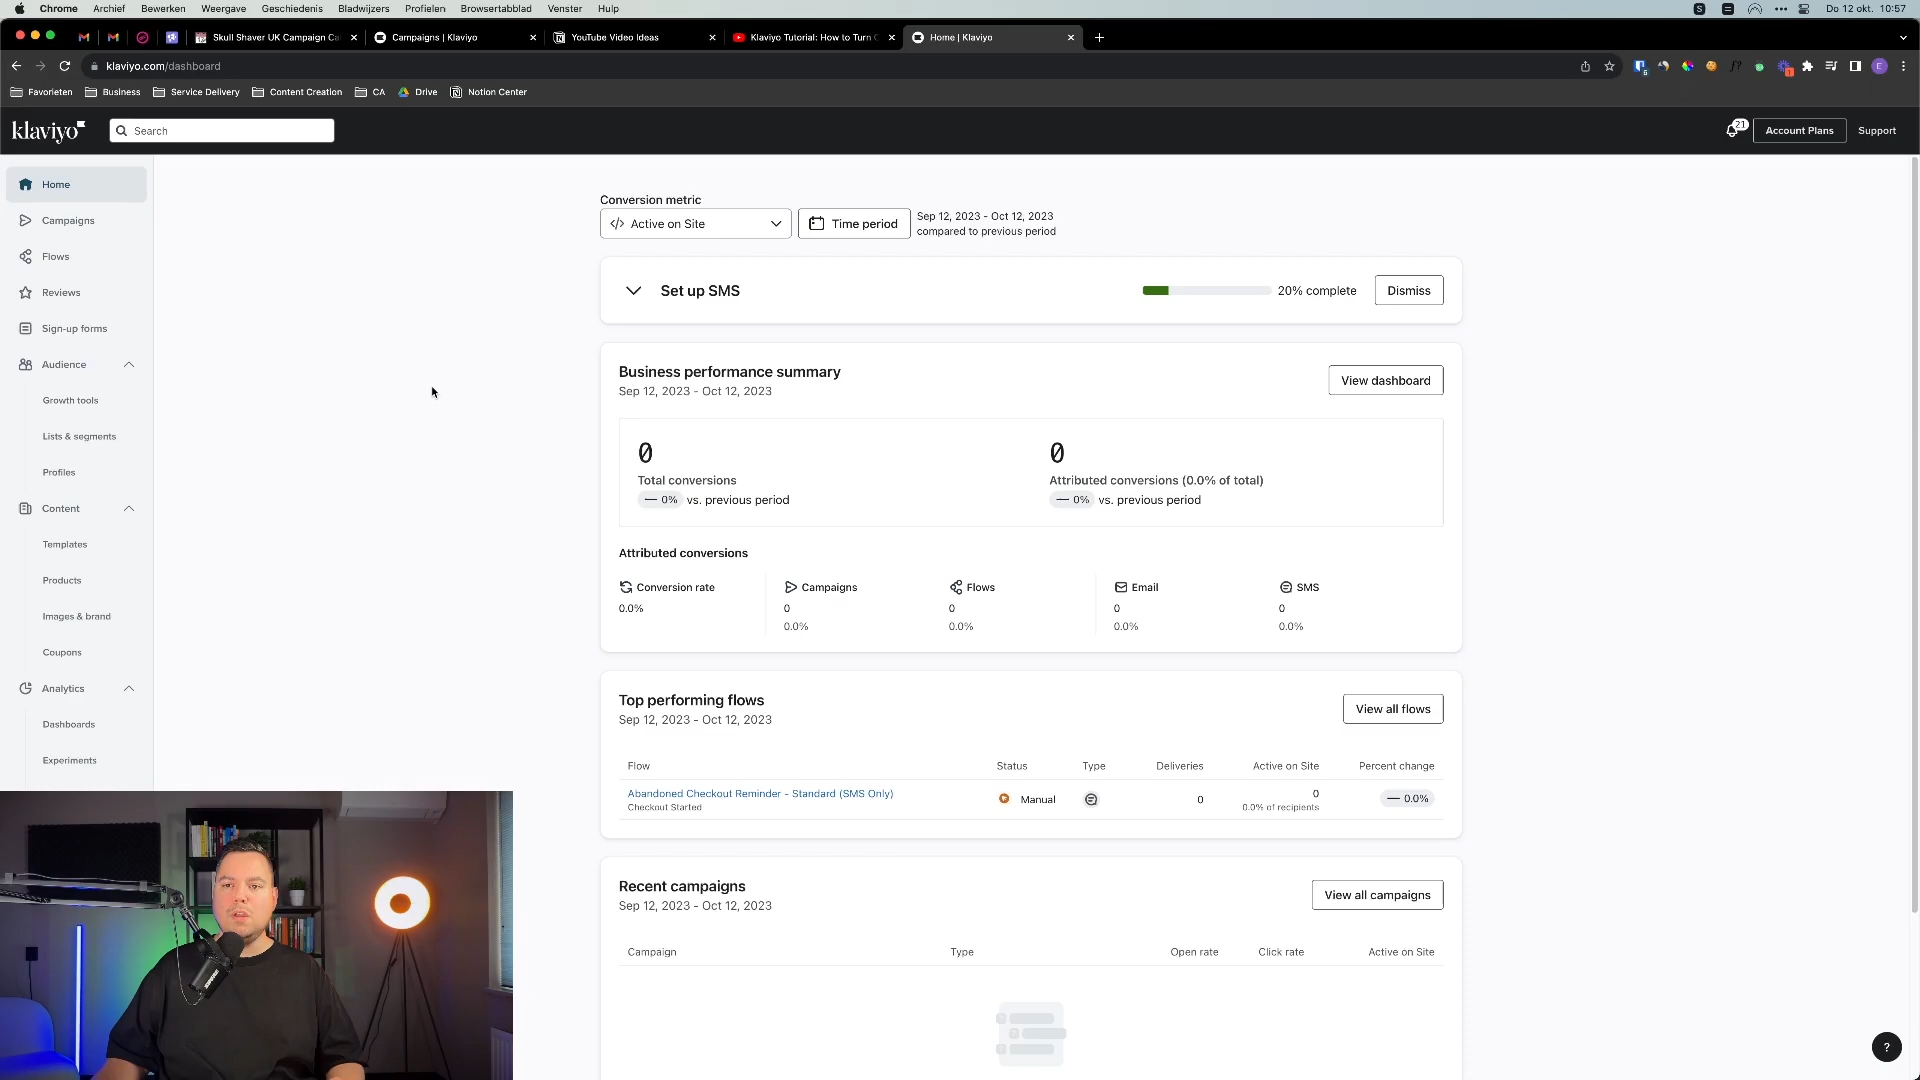 Chrome Archief Bewerken Weergave Geschiedenis Bladwijzers Profielen Browsertabblad Venster Hulp Do 12 okt. 10:57
Skull Shaver UK Campaign Ca
Campaigns | Klaviyo
YouTube Video Ideas
Klaviyo Tutorial: How to Turn C
Home | Klaviyo
klaviyo.com/dashboard
Favorieten Business Service Delivery Content Creation CA Drive Notion Center
klaviyo
Search
21
Account Plans
Support
Home
Campaigns
Flows
Reviews
Sign-up forms
Audience
Growth tools
Lists & segments
Profiles
Content
Templates
Products
Images & brand
Coupons
Analytics
Dashboards
Experiments
Conversion metric
Active on Site
Time period
Sep 12, 2023 - Oct 12, 2023
compared to previous period
Set up SMS
20% complete
Dismiss
Business performance summary
Sep 12, 2023 - Oct 12, 2023
View dashboard
0
Total conversions
0% vs. previous period
0
Attributed conversions (0.0% of total)
0% vs. previous period
Attributed conversions
Conversion rate Campaigns Flows Email SMS
0.0% 0 0 0 0
0.0% 0.0% 0.0% 0.0%
Top performing flows
Sep 12, 2023 - Oct 12, 2023
View all flows
Flow Status Type Deliveries Active on Site Percent change
Abandoned Checkout Reminder - Standard (SMS Only) Manual 0 0 0.0%
Checkout Started 0.0% of recipients
Recent campaigns
Sep 12, 2023 - Oct 12, 2023
View all campaigns
Campaign Type Open rate Click rate Active on Site
?